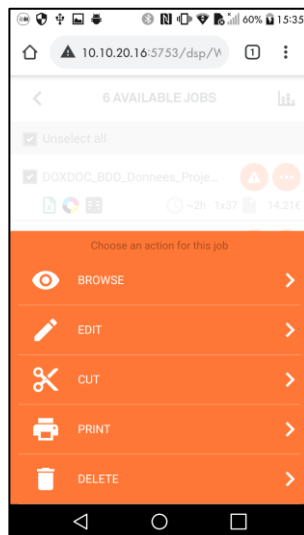 60% 15:35
10.10.20.16:5753/dsp/W 1
6 AVAILABLE JOBS
Unselect all
DOXDOC_BDD_Donnees_Proje...
~2h 1x37 14.21€
Choose an action for this job
BROWSE
EDIT
CUT
PRINT
DELETE